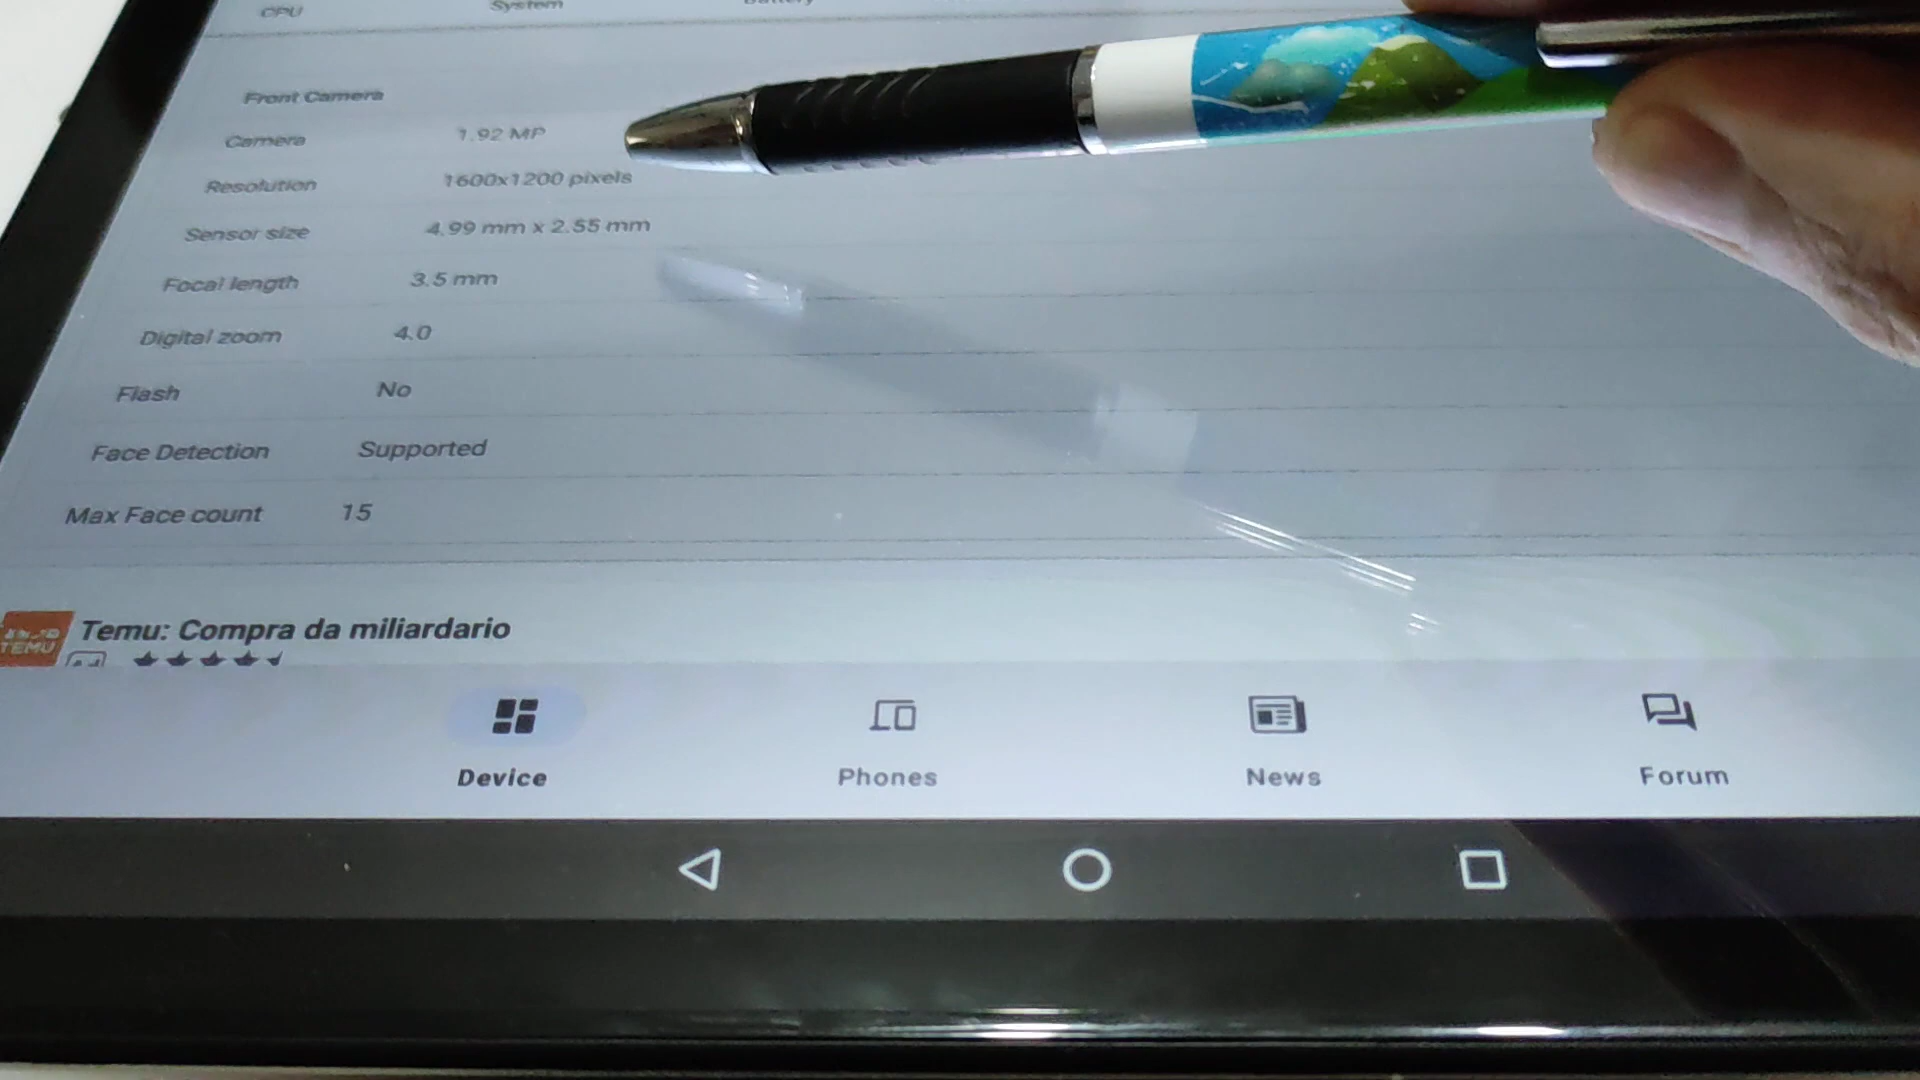 CPU System Battery
Front Camera
Camera 1.92 MP
Resolution 1600x1200 pixels
Sensor size 4.99 mm x 2.55 mm
Focal length 3.5 mm
Digital zoom 4.0
Flash No
Face Detection Supported
Max Face count 15
Temu: Compra da miliardario
TEMU
Ad
Device Phones News Forum